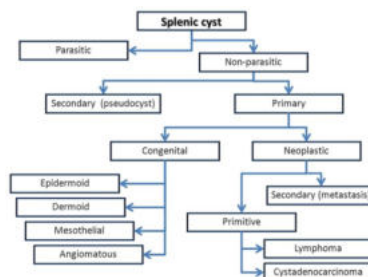 Splenic cyst
Parasitic
Non-parasitic
Secondary (pseudocyst)
Primary
Congenital
Neoplastic
Epidermoid
Dermoid
Mesothelial
Angiomatous
Secondary (metastasis)
Primitive
Lymphoma
Cystadenocarcinoma